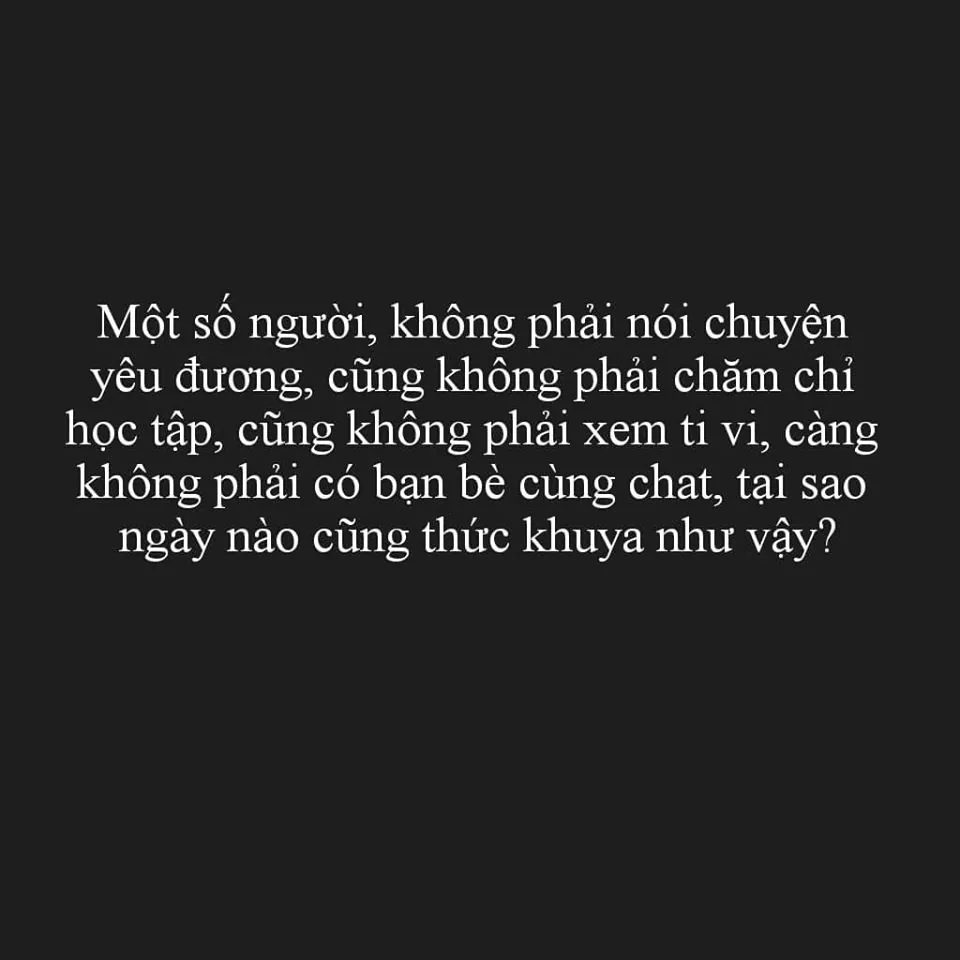 Một số người, không phải nói chuyện
yêu đương, cũng không phải chăm chỉ
học tập, cũng không phải xem ti vi, càng
không phải có bạn bè cùng chat, tại sao
ngày nào cũng thức khuya như vậy?